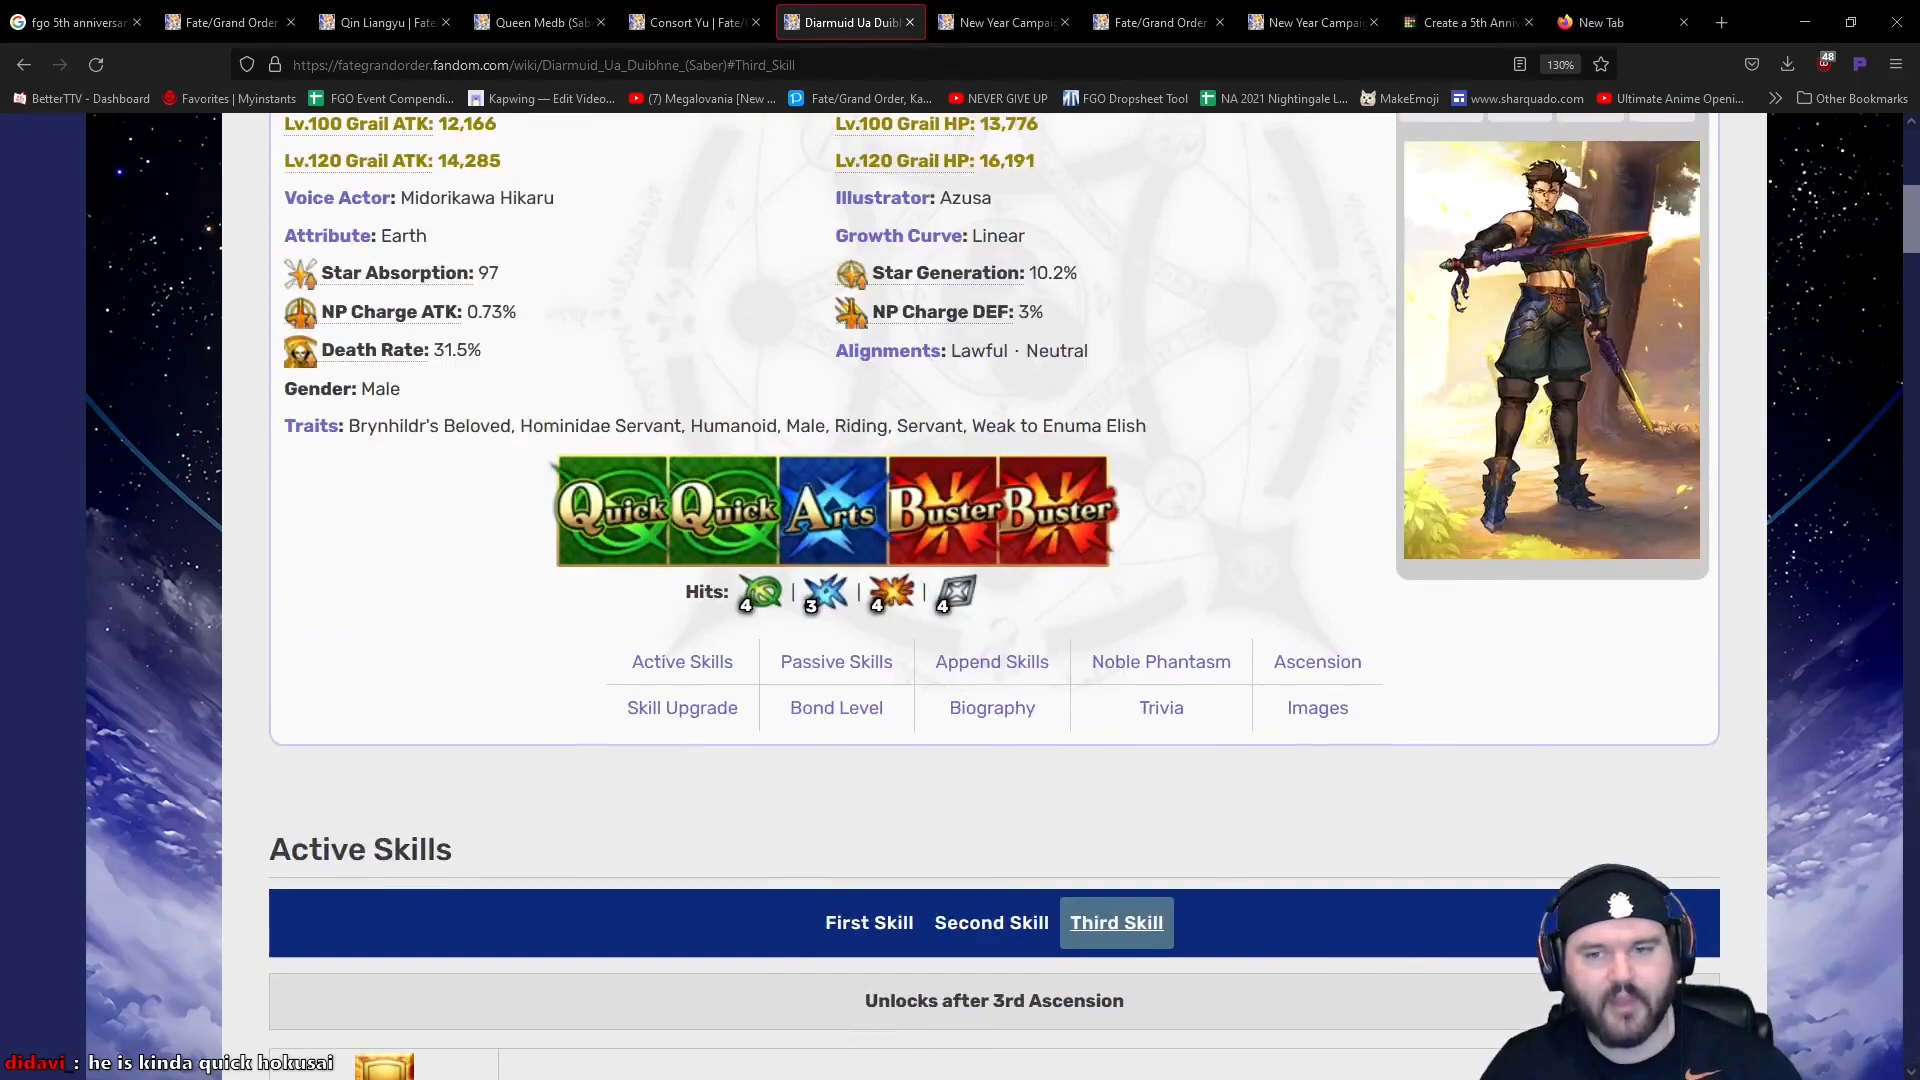 fgo 5th anniversar
Fate/Grand Order
Qin Liangyu | Fate
Queen Medb (Sab
Consort Yu | Fate/
Diarmuid Ua Duibh
New Year Campaig
Fate/Grand Order
New Year Campaig
Create a 5th Anniv
New Tab
https://fategrandorder.fandom.com/wiki/Diarmuid_Ua_Duibhne_(Saber)#Third_Skill
130%
48
BetterTTV - Dashboard
Favorites | Myinstants
FGO Event Compendi...
Kapwing — Edit Video...
(7) Megalovania [New ...
Fate/Grand Order, Ka...
NEVER GIVE UP
FGO Dropsheet Tool
NA 2021 Nightingale L...
MakeEmoji
www.sharquado.com
Ultimate Anime Openi...
Other Bookmarks
Lv.100 Grail ATK: 12,166
Lv.100 Grail HP: 13,776
Lv.120 Grail ATK: 14,285
Lv.120 Grail HP: 16,191
Voice Actor: Midorikawa Hikaru
Illustrator: Azusa
Attribute: Earth
Growth Curve: Linear
Star Absorption: 97
Star Generation: 10.2%
NP Charge ATK: 0.73%
NP Charge DEF: 3%
Death Rate: 31.5%
Alignments: Lawful · Neutral
Gender: Male
Traits: Brynhildr's Beloved, Hominidae Servant, Humanoid, Male, Riding, Servant, Weak to Enuma Elish
Quick Quick Arts Buster Buster
Hits: 4 | 3 | 4 | 4
Active Skills
Passive Skills
Append Skills
Noble Phantasm
Ascension
Skill Upgrade
Bond Level
Biography
Trivia
Images
Active Skills
First Skill
Second Skill
Third Skill
Unlocks after 3rd Ascension
didavi_: he is kinda quick hokusai